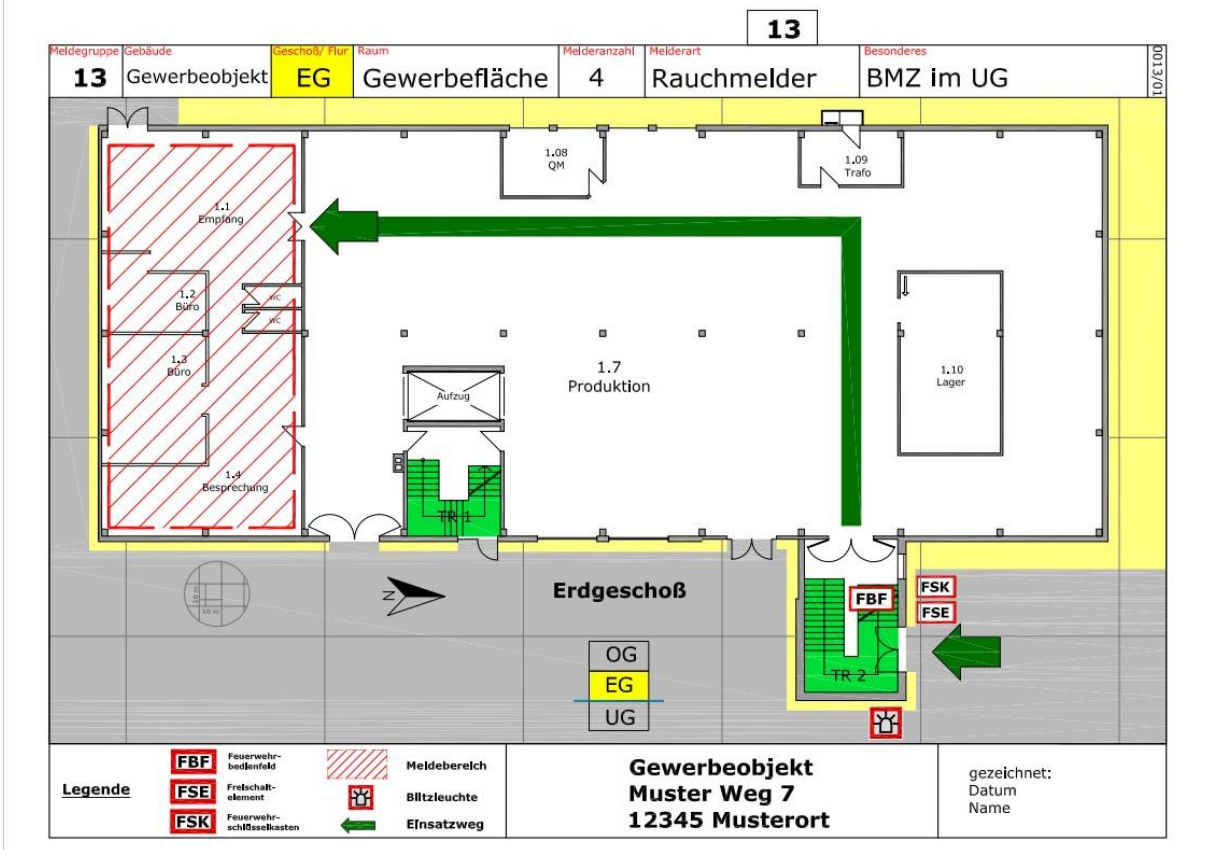 13
Meldegruppe Gebäude Geschoß/ Flur Raum Melderanzahl Melderart Besonderes
13 Gewerbeobjekt EG Gewerbefläche 4 Rauchmelder BMZ im UG
0013/01
1.08
QM
1.09
Trafo
1.1
Empfang
1.2
Büro
WC
WC
1.3
Büro
1.7
Produktion
1.10
Lager
Aufzug
1.4
Besprechung
TR 1
N
10 m
10 m
Erdgeschoß
FBF
FSK
FSE
TR 2
OG
EG
UG
Legende
FBF Feuerwehr-
bedienfeld
FSE Freischalt-
element
FSK Feuerwehr-
schlüsselkasten
Meldebereich
Blitzleuchte
Einsatzweg
Gewerbeobjekt
Muster Weg 7
12345 Musterort
gezeichnet:
Datum
Name